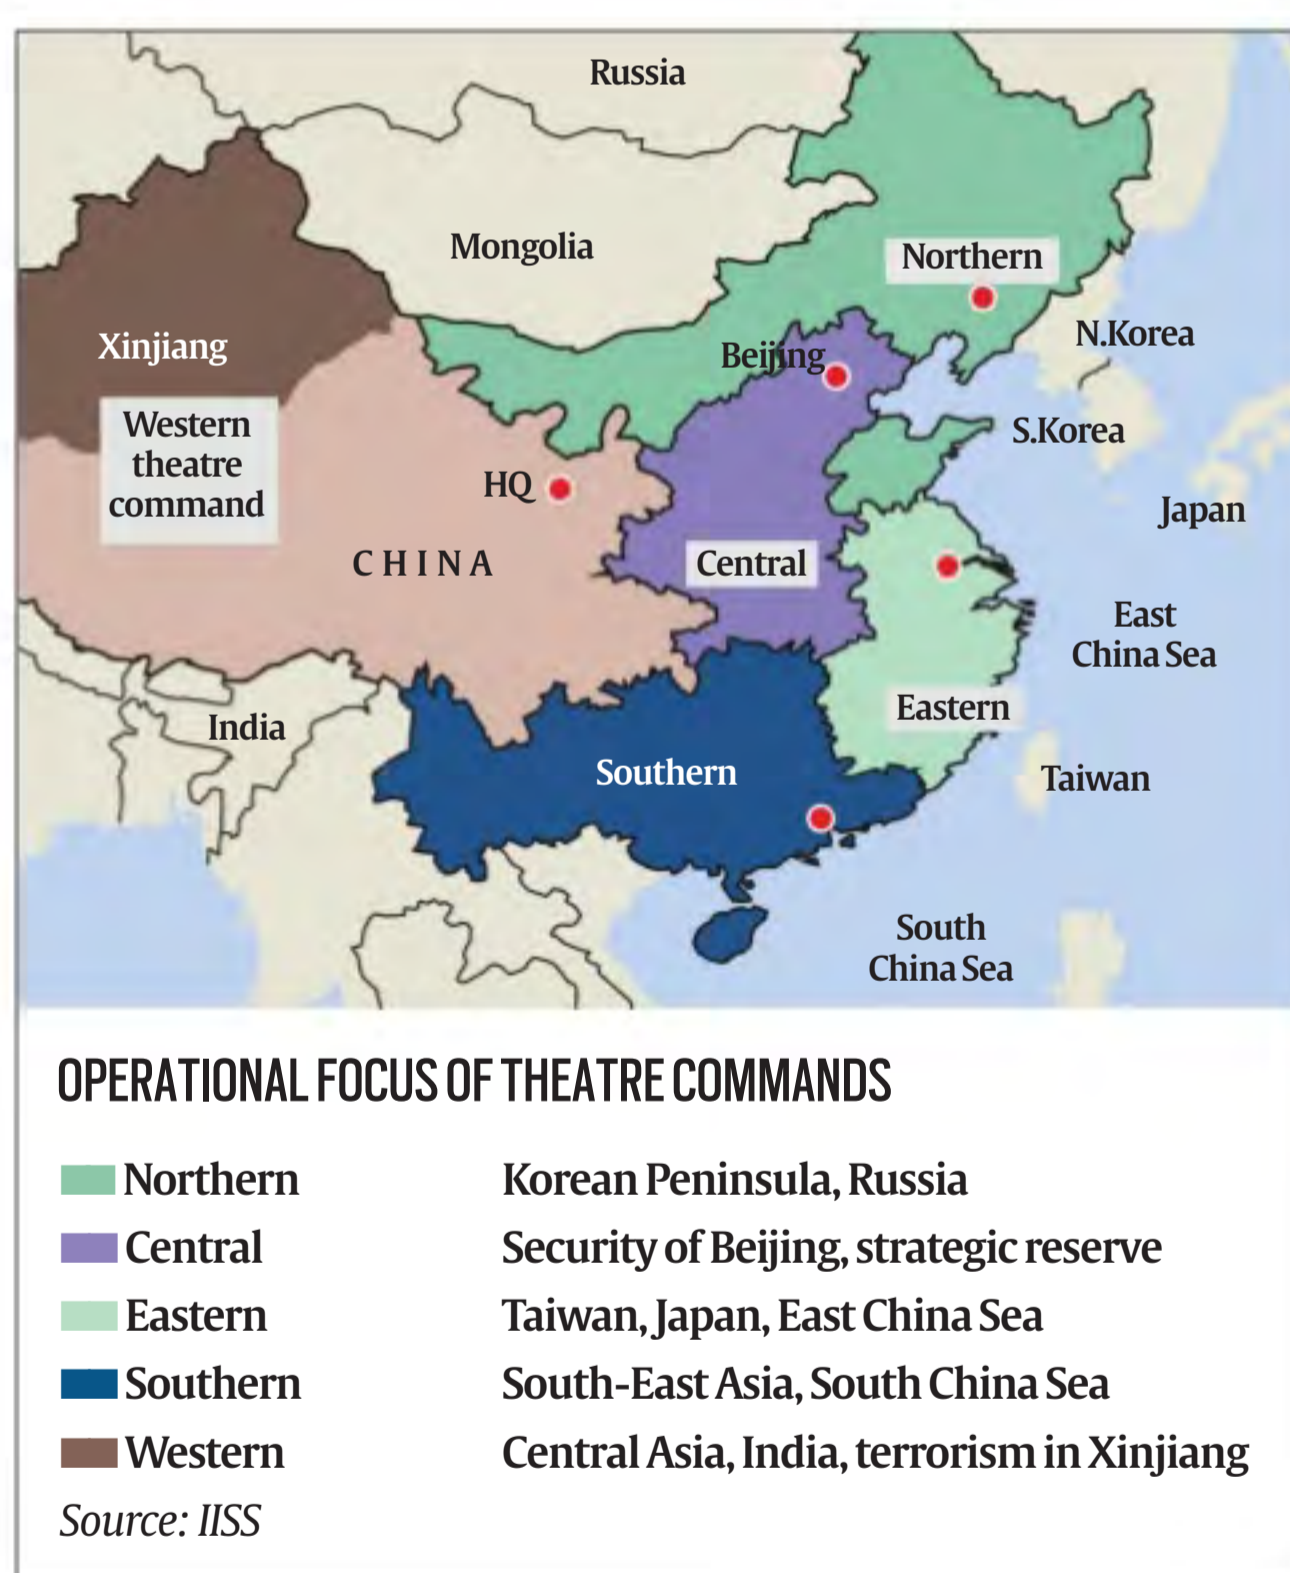 Russia
Mongolia
Northern
Xinjiang
N.Korea
Beijing
Western
theatre
command
S.Korea
HQ
Japan
CHINA
Central
East
China Sea
Eastern
India
Southern
Taiwan
South
China Sea
OPERATIONAL FOCUS OF THEATRE COMMANDS
Northern Korean Peninsula, Russia
Central Security of Beijing, strategic reserve
Eastern Taiwan, Japan, East China Sea
Southern South-East Asia, South China Sea
Western Central Asia, India, terrorism in Xinjiang
Source: IISS